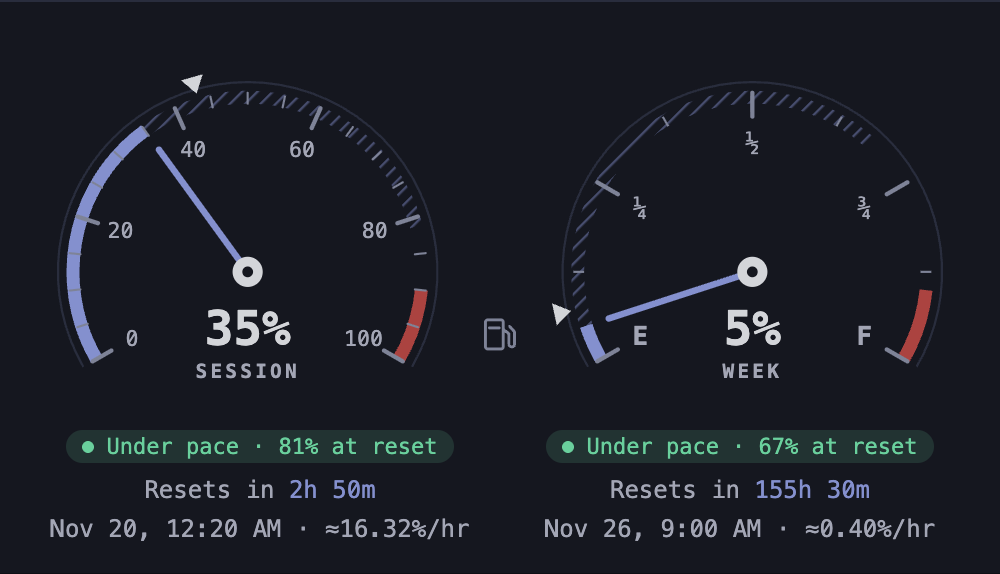 40
60
20
80
0
100
35%
SESSION
½
¼
¾
E
F
5%
WEEK
Under pace · 81% at reset
Resets in 2h 50m
Nov 20, 12:20 AM · ≈16.32%/hr
Under pace · 67% at reset
Resets in 155h 30m
Nov 26, 9:00 AM · ≈0.40%/hr